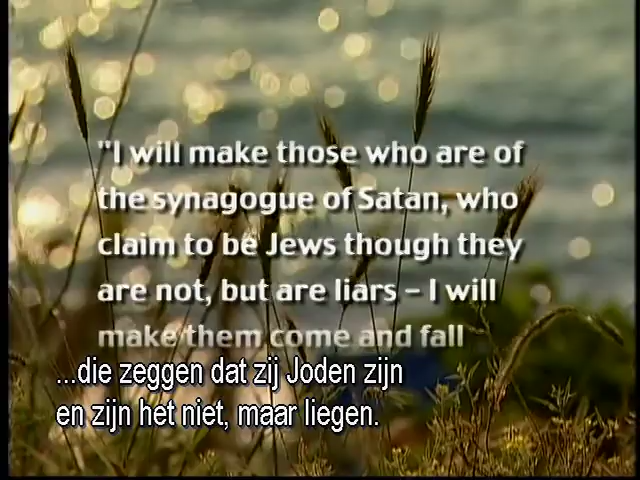 "I will make those who are of
the synagogue of Satan, who
claim to be Jews though they
are not, but are liars – I will
make them come and fall
...die zeggen dat zij Joden zijn
en zijn het niet, maar liegen.